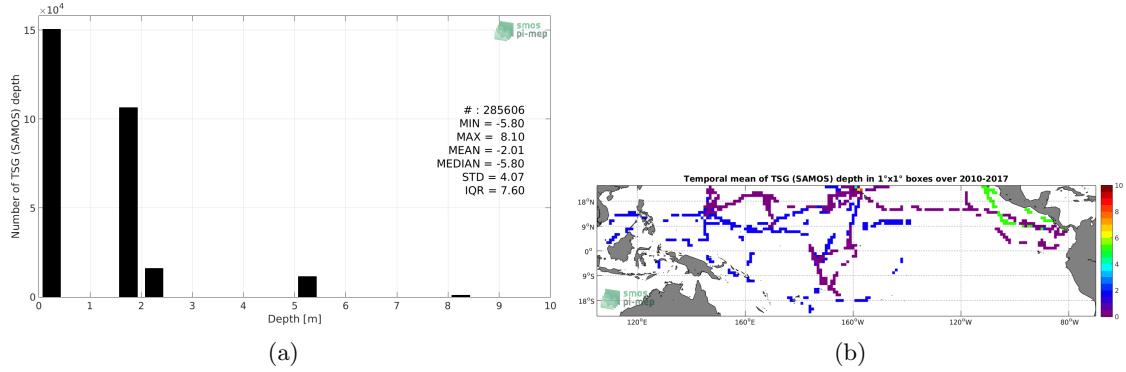 ×10⁴
15
10
5
0
Number of TSG (SAMOS) depth
smos
pi-mep
# : 285606
MIN = -5.80
MAX = 8.10
MEAN = -2.01
MEDIAN = -5.80
STD = 4.07
IQR = 7.60
0 1 2 3 4 5 6 7 8 9 10
Depth [m]
(a)
Temporal mean of TSG (SAMOS) depth in 1°x1° boxes over 2010-2017
18°N
9°N
0°
9°S
18°S
smos
pi-mep
120°E 160°E 160°W 120°W 80°W
10
8
6
4
2
0
(b)